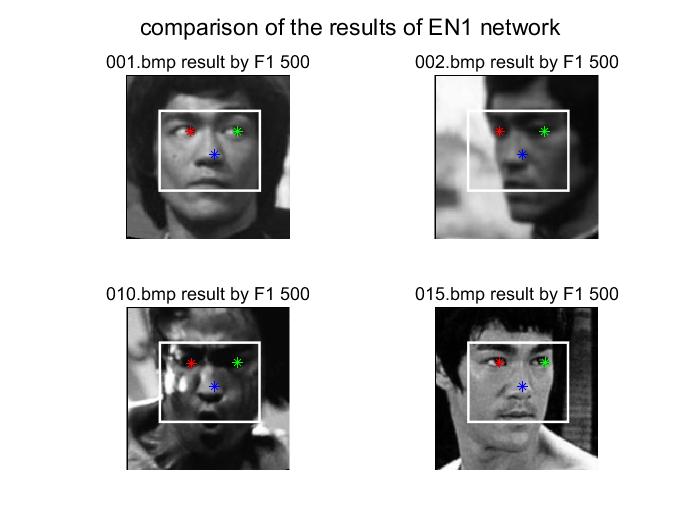 comparison of the results of EN1 network
001.bmp result by F1 500
002.bmp result by F1 500
010.bmp result by F1 500
015.bmp result by F1 500